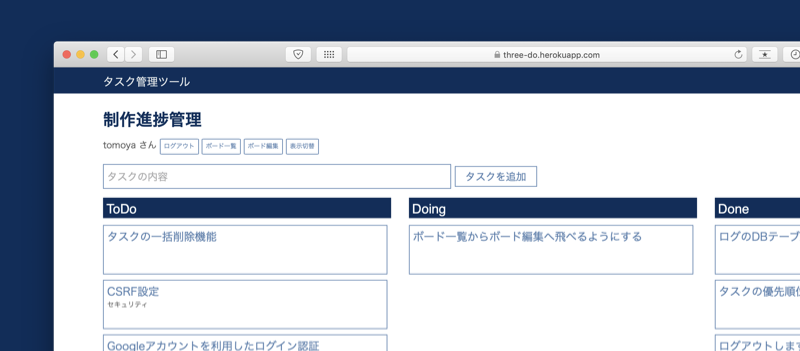 three-do.herokuapp.com
タスク管理ツール
制作進捗管理
tomoya さん ログアウト ボード一覧 ボード編集 表示切替
タスクの内容 タスクを追加
ToDo Doing Done
タスクの一括削除機能 ボード一覧からボード編集へ飛べるようにする ログのDBテーブ
CSRF設定 タスクの優先順位
セキュリティ
Googleアカウントを利用したログイン認証 ログアウトします